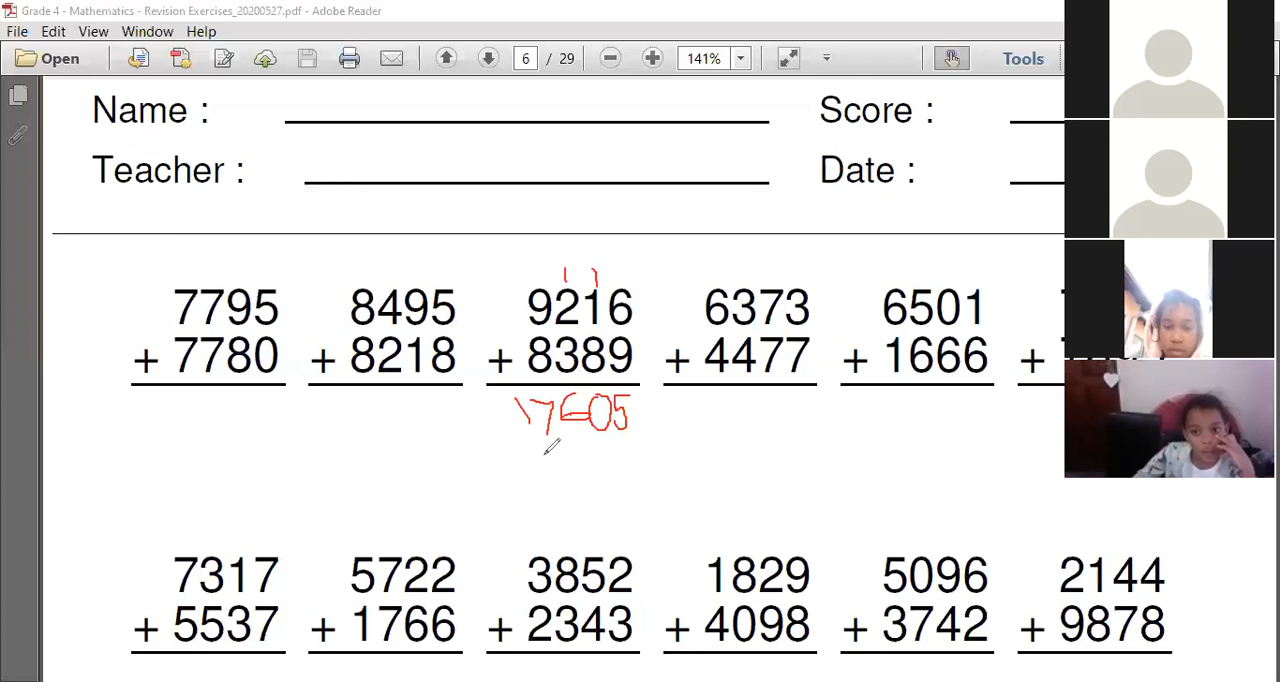 Grade 4 - Mathematics - Revision Exercises_20200527.pdf - Adobe Reader
File Edit View Window Help
Open 6 / 29 141% Tools
Name : Score :
Teacher : Date :
1 1
7795 8495 9216 6373 6501
+ 7780 + 8218 + 8389 + 4477 + 1666 +
17605
7317 5722 3852 1829 5096 2144
+ 5537 + 1766 + 2343 + 4098 + 3742 + 9878